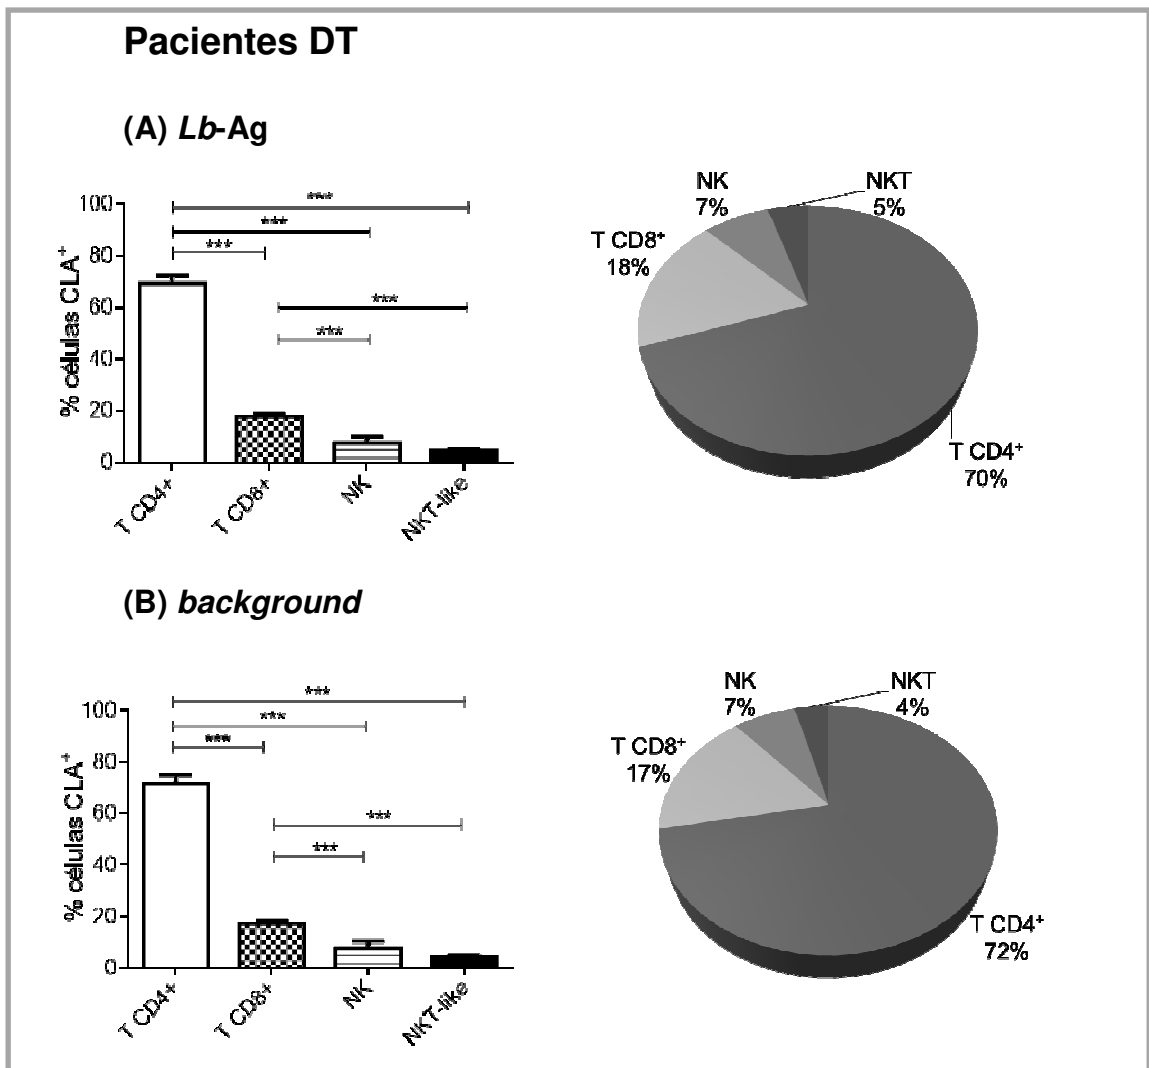 Pacientes DT
(A) Lb-Ag
% células CLA⁺
100
80
60
40
20
0
***
***
***
***
***
T CD4+
T CD8+
NK
NKT-like
NK
7%
NKT
5%
T CD8⁺
18%
T CD4⁺
70%
(B) background
% células CLA⁺
100
80
60
40
20
0
***
***
***
***
***
T CD4+
T CD8+
NK
NKT-like
NK
7%
NKT
4%
T CD8⁺
17%
T CD4⁺
72%